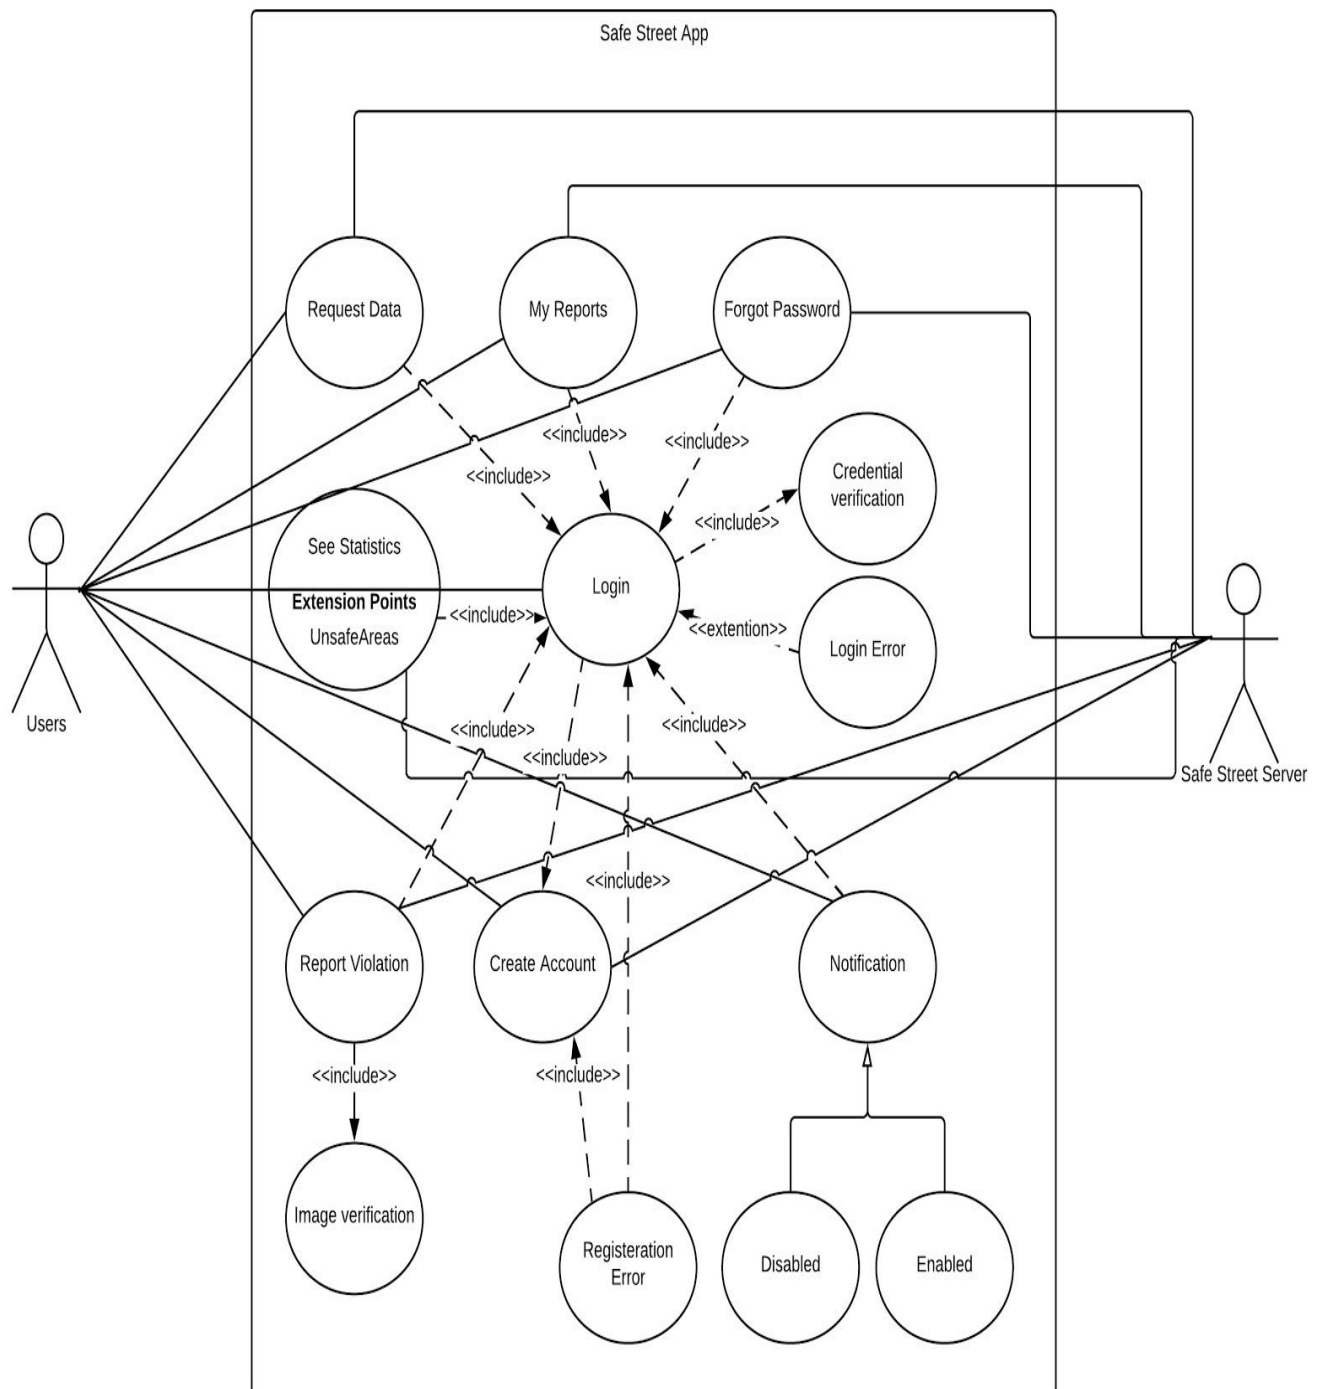 Safe Street App
Request Data
My Reports
Forgot Password
<<include>>
<<include>>
<<include>>
Credential
verification
<<include>>
See Statistics
Extension Points
UnsafeAreas
<<include>>
Login
<<extention>>
Login Error
Users
Safe Street Server
<<include>>
<<include>>
<<include>>
<<include>>
Report Violation
Create Account
Notification
<<include>>
<<include>>
Image verification
Registeration
Error
Disabled
Enabled